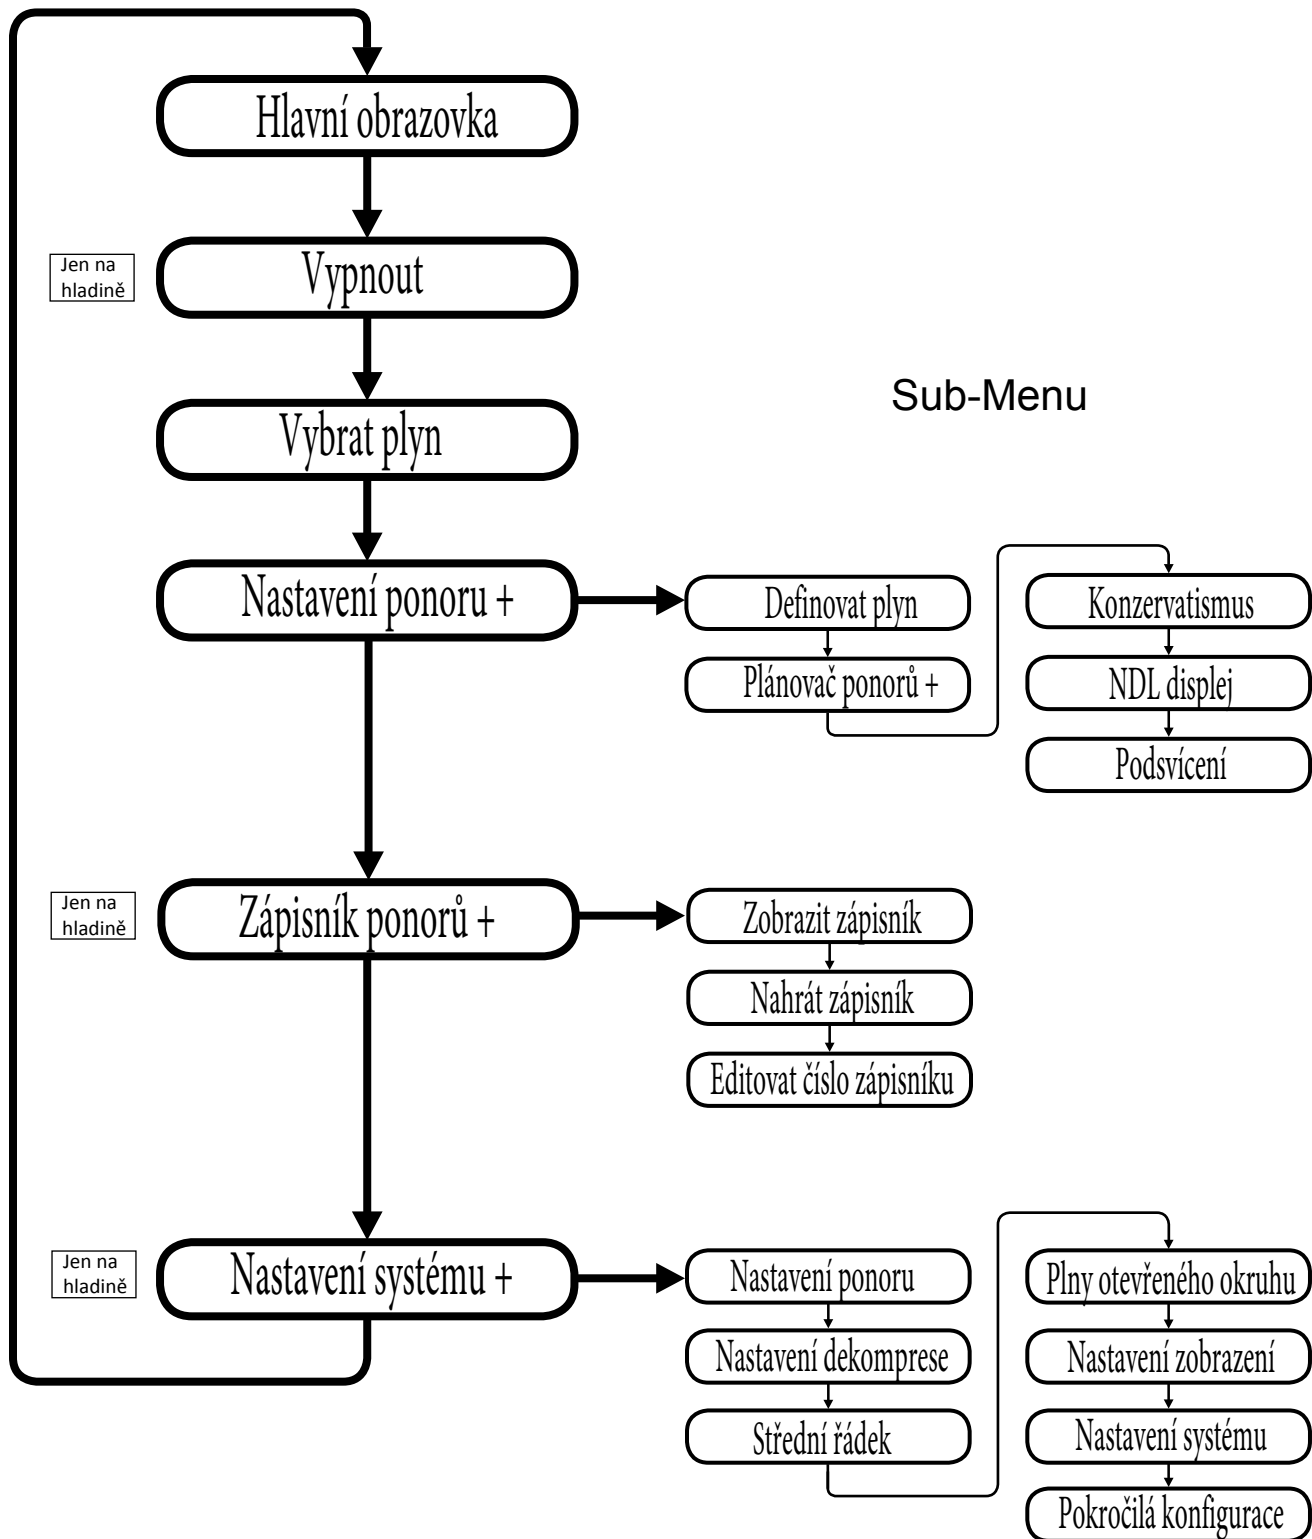 Hlavní obrazovka
Jen na
hladině
Vypnout
Sub-Menu
Vybrat plyn
Nastavení ponoru +
Definovat plyn
Plánovač ponorů +
Konzervatismus
NDL displej
Podsvícení
Jen na
hladině
Zápisník ponorů +
Zobrazit zápisník
Nahrát zápisník
Editovat číslo zápisníku
Jen na
hladině
Nastavení systému +
Nastavení ponoru
Nastavení dekomprese
Střední řádek
Plny otevřeného okruhu
Nastavení zobrazení
Nastavení systému
Pokročilá konfigurace